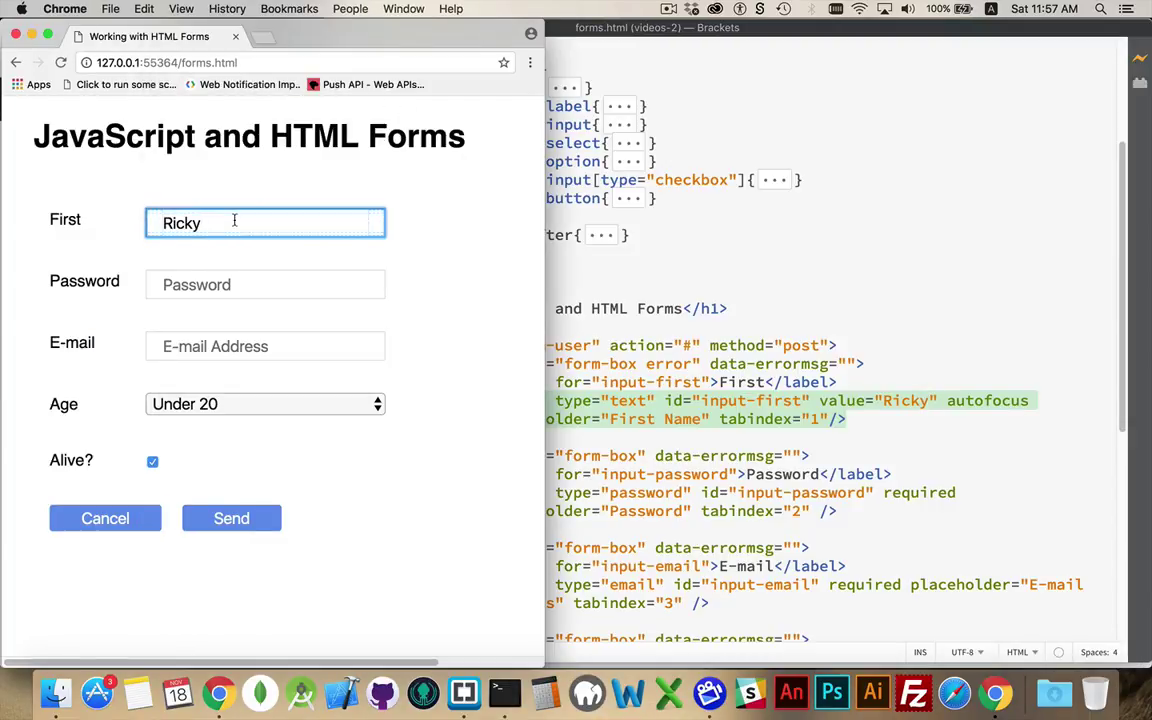 Chrome File Edit View History Bookmarks People Window Help 100% A Sat 11:57 AM
Working with HTML Forms
forms.html (videos-2) — Brackets
127.0.0.1:55364/forms.html
Apps Click to run some sc... Web Notification Imp... Push API - Web APIs...
JavaScript and HTML Forms
First
Ricky
Password
Password
E-mail
E-mail Address
Age
Under 20
Alive?
Cancel
Send
... }
label{ ... }
input{ ... }
select{ ... }
option{ ... }
input[type="checkbox"]{ ... }
button{ ... }
ter{ ... }
and HTML Forms</h1>
-user" action="#" method="post">
="form-box error" data-errormsg="">
for="input-first">First</label>
type="text" id="input-first" value="Ricky" autofocus
older="First Name" tabindex="1"/>
="form-box" data-errormsg="">
for="input-password">Password</label>
type="password" id="input-password" required
older="Password" tabindex="2" />
="form-box" data-errormsg="">
for="input-email">E-mail</label>
type="email" id="input-email" required placeholder="E-mail
s" tabindex="3" />
="form-box" data-errormsg="">
INS UTF-8 HTML Spaces: 4
3
NOV
18
W
X
S
An
Ps
Ai
Fz